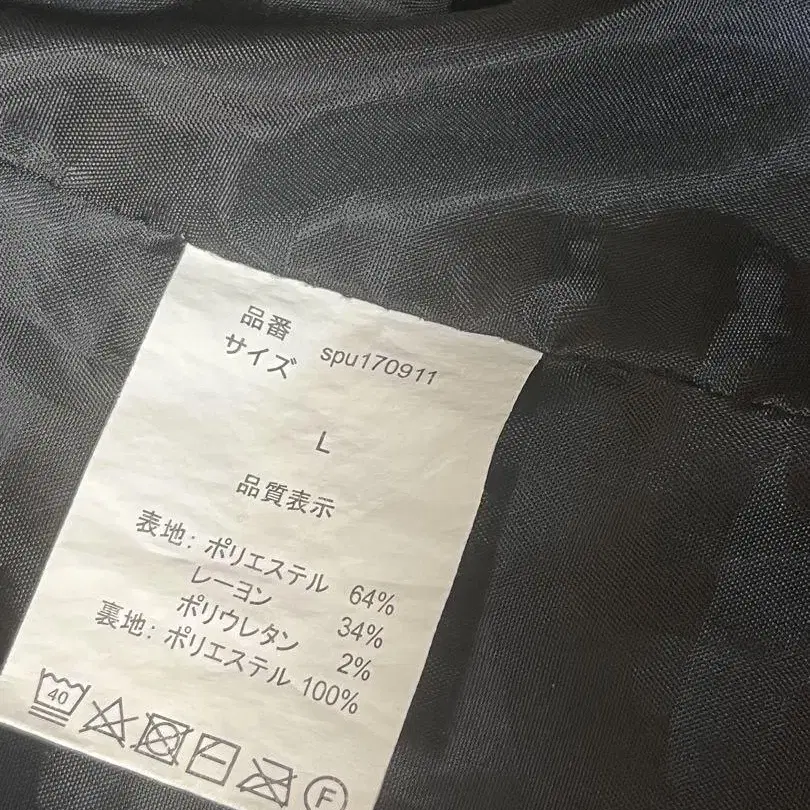 品番 spu170911
サイズ
L
品質表示
表地: ポリエステル 64%
レーヨン 34%
ポリウレタン 2%
裏地: ポリエステル 100%
40
F